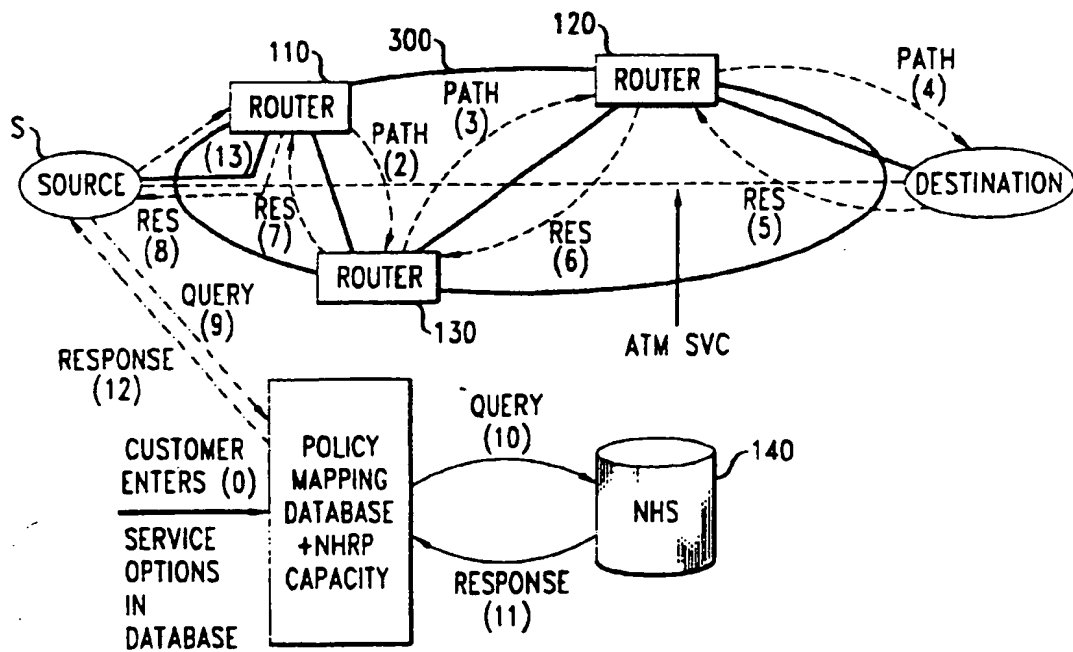 110
300
120
ROUTER
ROUTER
PATH
(4)
PATH
(3)
PATH
(2)
S
(13)
SOURCE
DESTINATION
RES
(8)
RES
(7)
RES
(6)
RES
(5)
ROUTER
130
QUERY
(9)
ATM SVC
RESPONSE
(12)
CUSTOMER
ENTERS (0)
SERVICE
OPTIONS
IN
DATABASE
POLICY
MAPPING
DATABASE
+NHRP
CAPACITY
QUERY
(10)
140
NHS
RESPONSE
(11)